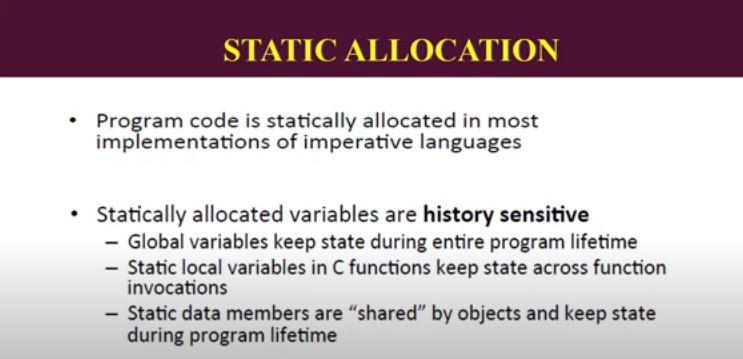 STATIC ALLOCATION
• Program code is statically allocated in most
implementations of imperative languages
• Statically allocated variables are history sensitive
– Global variables keep state during entire program lifetime
– Static local variables in C functions keep state across function
invocations
– Static data members are “shared” by objects and keep state
during program lifetime